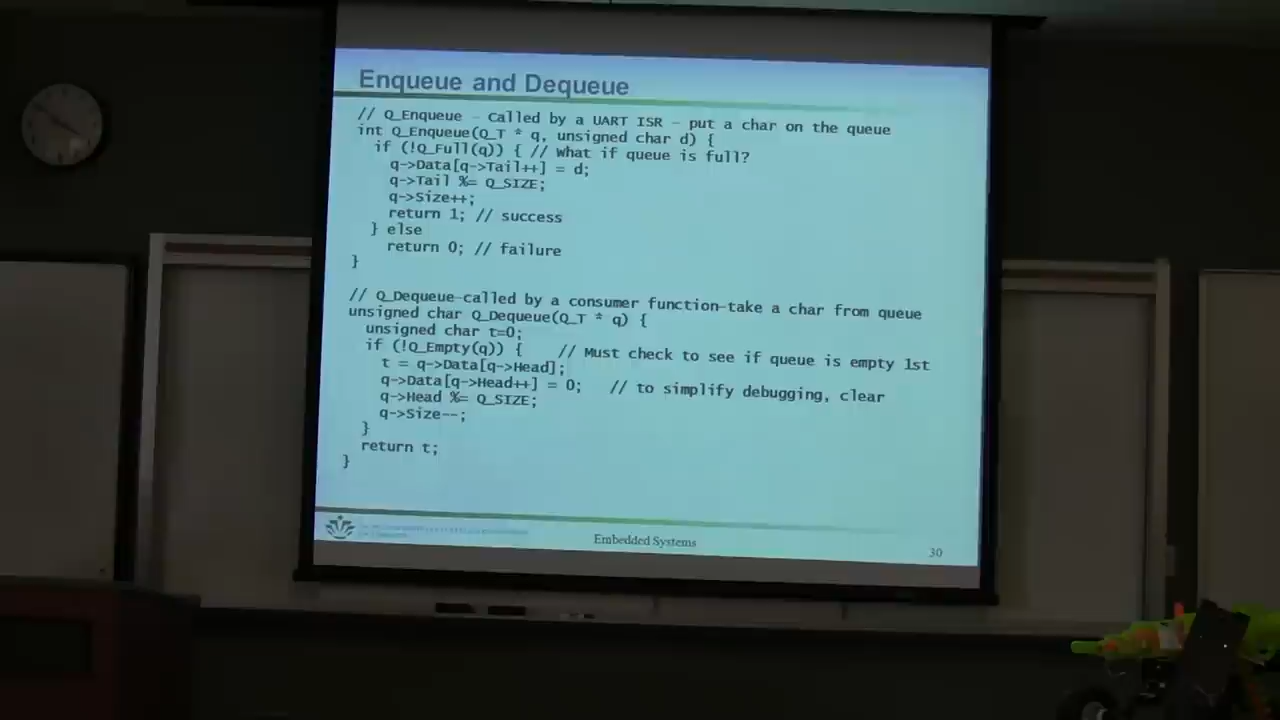 Enqueue and Dequeue
// Q_Enqueue – called by a UART ISR – put a char on the queue
int Q_Enqueue(Q_T * q, unsigned char d) {
if (!Q_Full(q)) { // What if queue is full?
q->Data[q->Tail++] = d;
q->Tail %= Q_SIZE;
q->Size++;
return 1; // success
} else
return 0; // failure
}
// Q_Dequeue-called by a consumer function-take a char from queue
unsigned char Q_Dequeue(Q_T * q) {
unsigned char t=0;
if (!Q_Empty(q)) { // Must check to see if queue is empty 1st
t = q->Data[q->Head];
q->Data[q->Head++] = 0; // to simplify debugging, clear
q->Head %= Q_SIZE;
q->Size--;
}
return t;
}
Embedded Systems
30